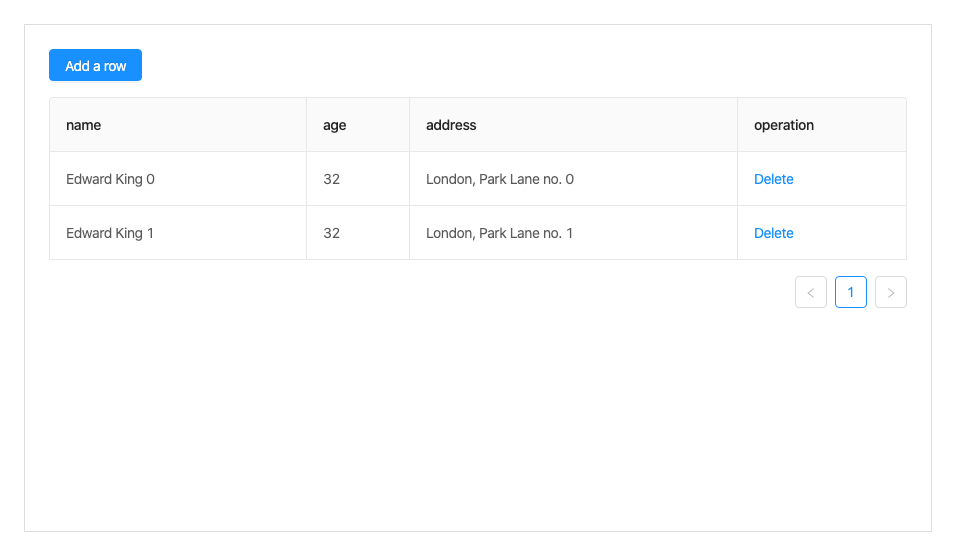 Add a row
name age address operation
Edward King 0 32 London, Park Lane no. 0 Delete
Edward King 1 32 London, Park Lane no. 1 Delete
1